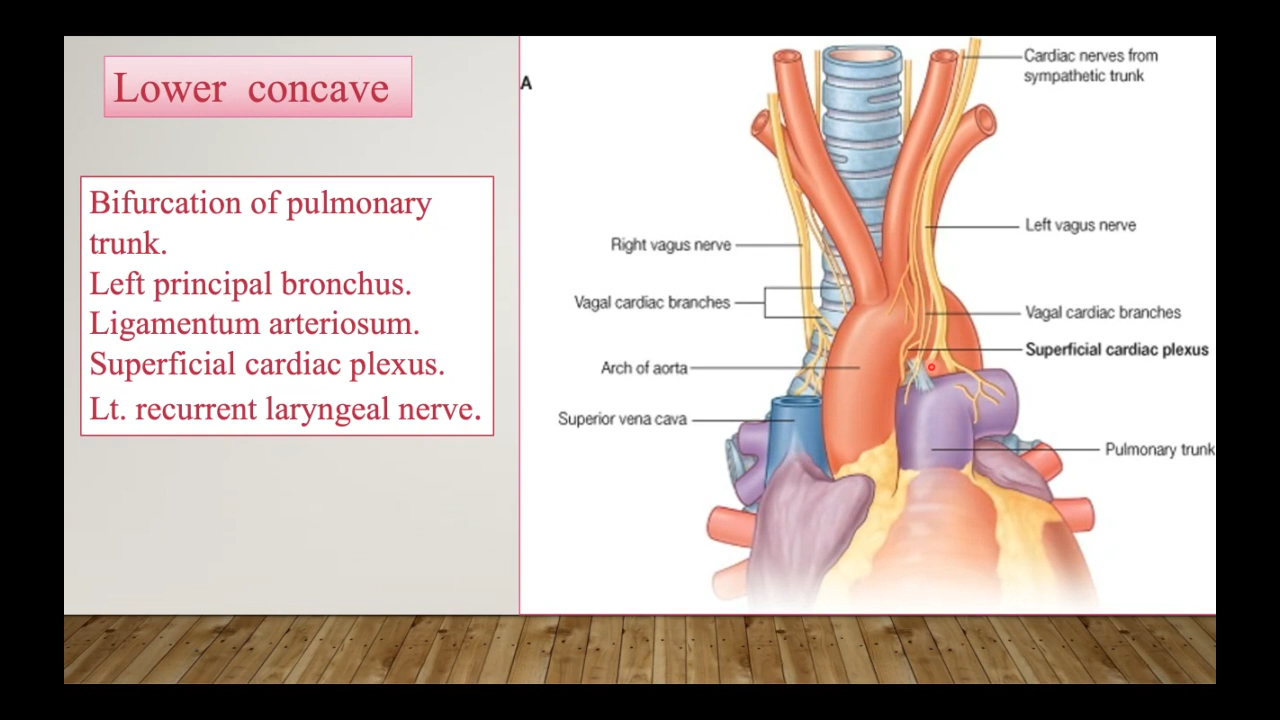 Lower concave
Bifurcation of pulmonary
trunk.
Left principal bronchus.
Ligamentum arteriosum.
Superficial cardiac plexus.
Lt. recurrent laryngeal nerve.
A
Cardiac nerves from
sympathetic trunk
Left vagus nerve
Right vagus nerve
Vagal cardiac branches
Vagal cardiac branches
Superficial cardiac plexus
Arch of aorta
Superior vena cava
Pulmonary trunk